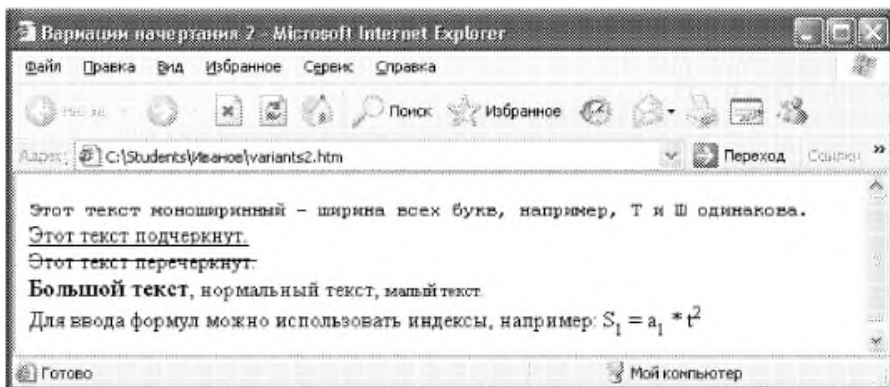 Вариации начертания 2 - Microsoft Internet Explorer
Файл Правка Вид Избранное Сервис Справка
Назад Поиск Избранное
Адрес: C:\Students\Иванов\variants2.htm Переход Ссылки »
Этот текст моноширинный – ширина всех букв, например, Т и Ш одинакова.
Этот текст подчеркнут.
Этот текст перечеркнут.
Большой текст, нормальный текст, малый текст.
Для ввода формул можно использовать индексы, например: S₁ = a₁ * t²
Готово Мой компьютер